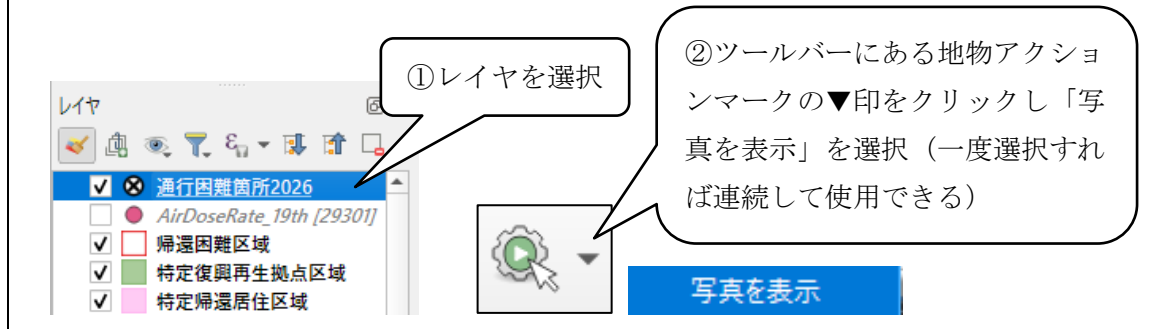 ①レイヤを選択
②ツールバーにある地物アクショ
ンマークの▼印をクリックし「写
真を表示」を選択（一度選択すれ
ば連続して使用できる）
レイヤ
通行困難箇所2026
AirDoseRate_19th [29301]
帰還困難区域
特定復興再生拠点区域
特定帰還居住区域
写真を表示